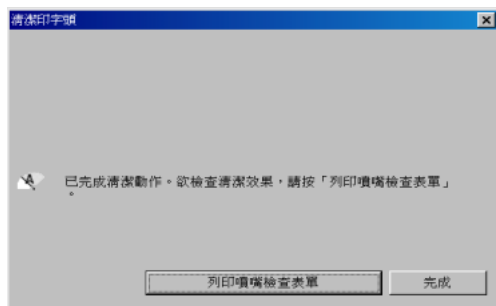 清潔印字頭
已完成清潔動作。欲檢查清潔效果，請按「列印噴嘴檢查表單」
。
列印噴嘴檢查表單
完成